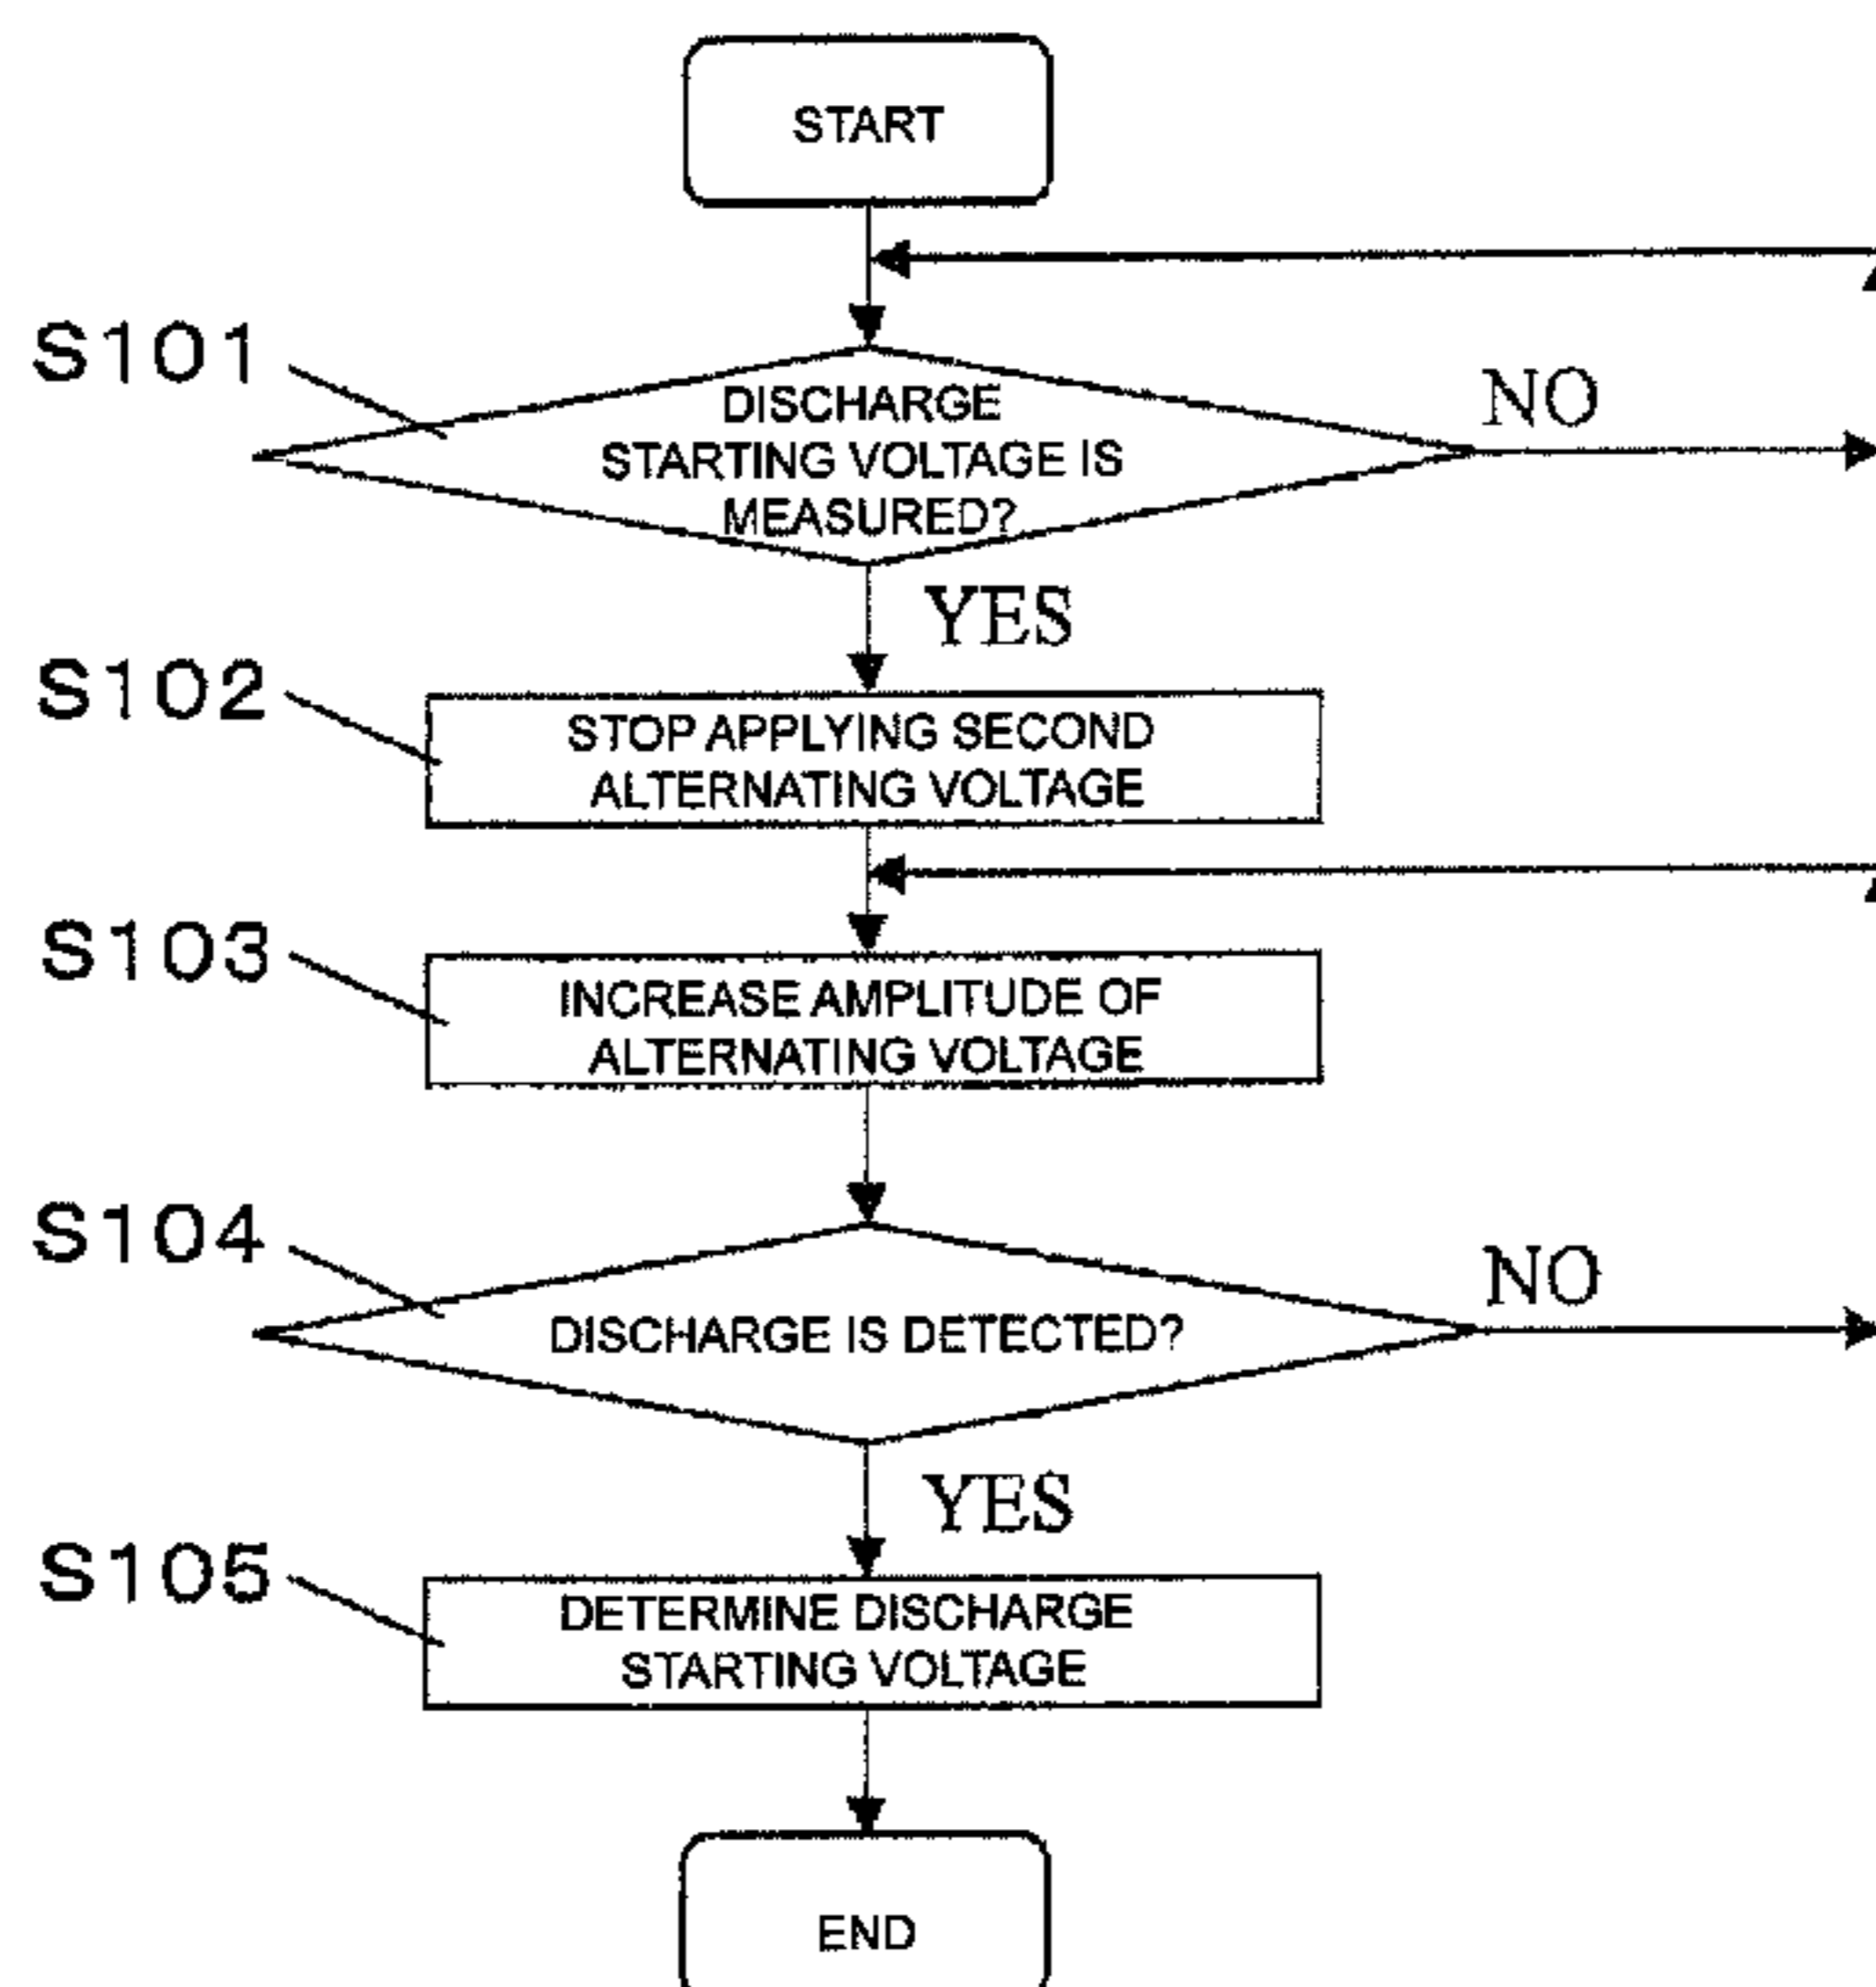 START
S101
DISCHARGE
STARTING VOLTAGE IS
MEASURED?
NO
YES
S102
STOP APPLYING SECOND
ALTERNATING VOLTAGE
S103
INCREASE AMPLITUDE OF
ALTERNATING VOLTAGE
S104
DISCHARGE IS DETECTED?
NO
YES
S105
DETERMINE DISCHARGE
STARTING VOLTAGE
END